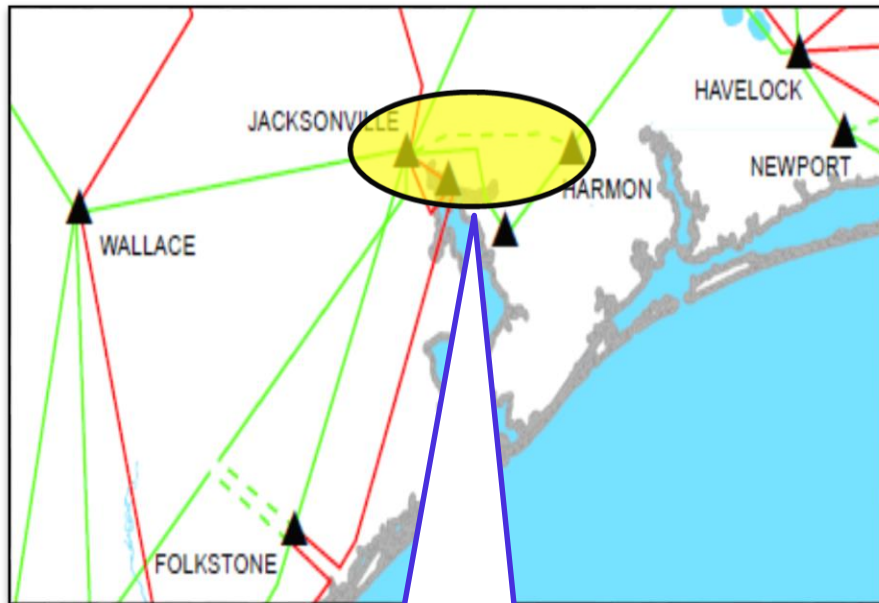 HAVELOCK
JACKSONVILLE
NEWPORT
HARMON
WALLACE
FOLKSTONE